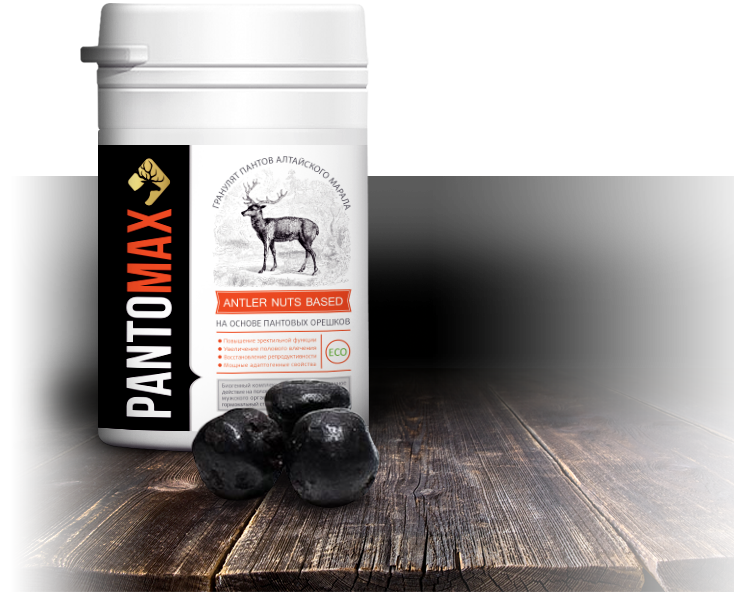 PANTOMAX
ГРАНУЛЯТ ПАНТОВ АЛТАЙСКОГО МАРАЛА
ANTLER NUTS BASED
НА ОСНОВЕ ПАНТОВЫХ ОРЕШКОВ
Повышение эректильной функции
Увеличение полового влечения
Восстановление репродуктивности
Мощные адаптогенные свойства
ECO